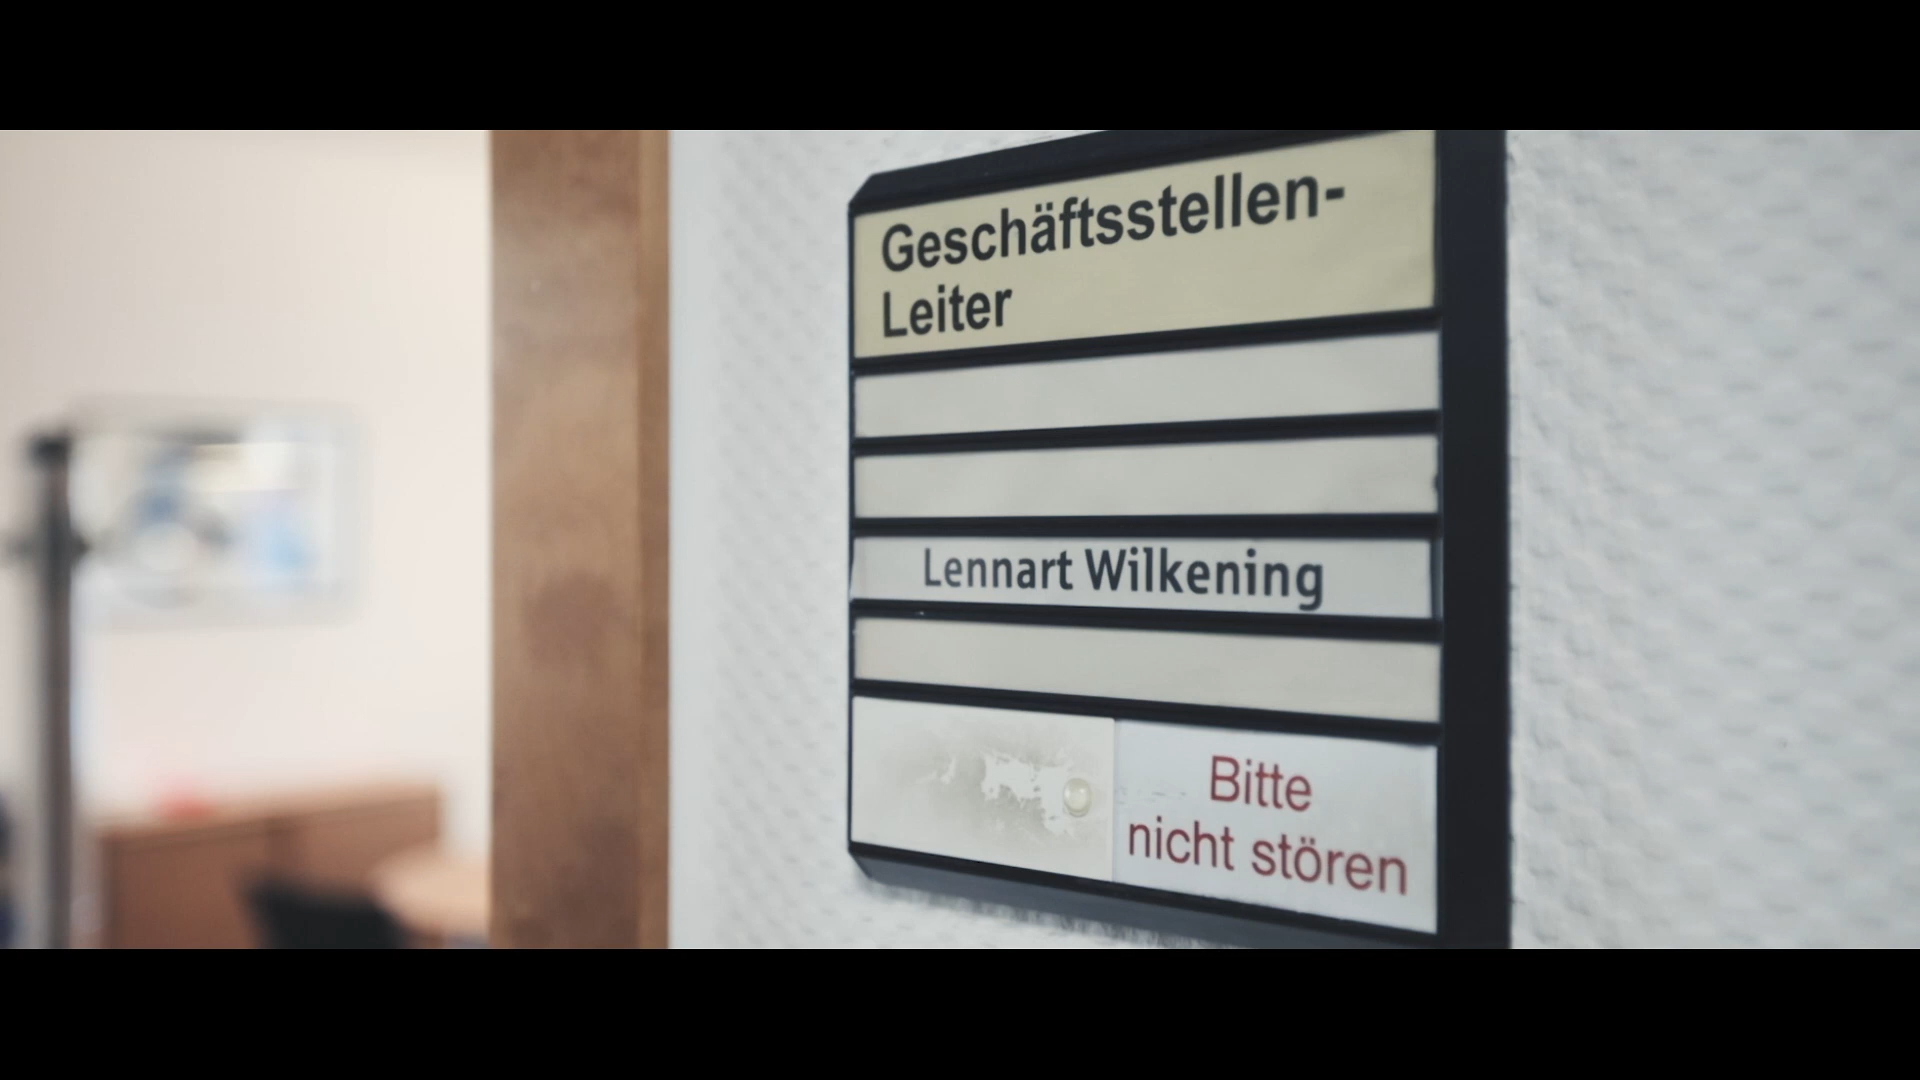 Geschäftsstellen-
Leiter
Lennart Wilkening
Bitte
nicht stören